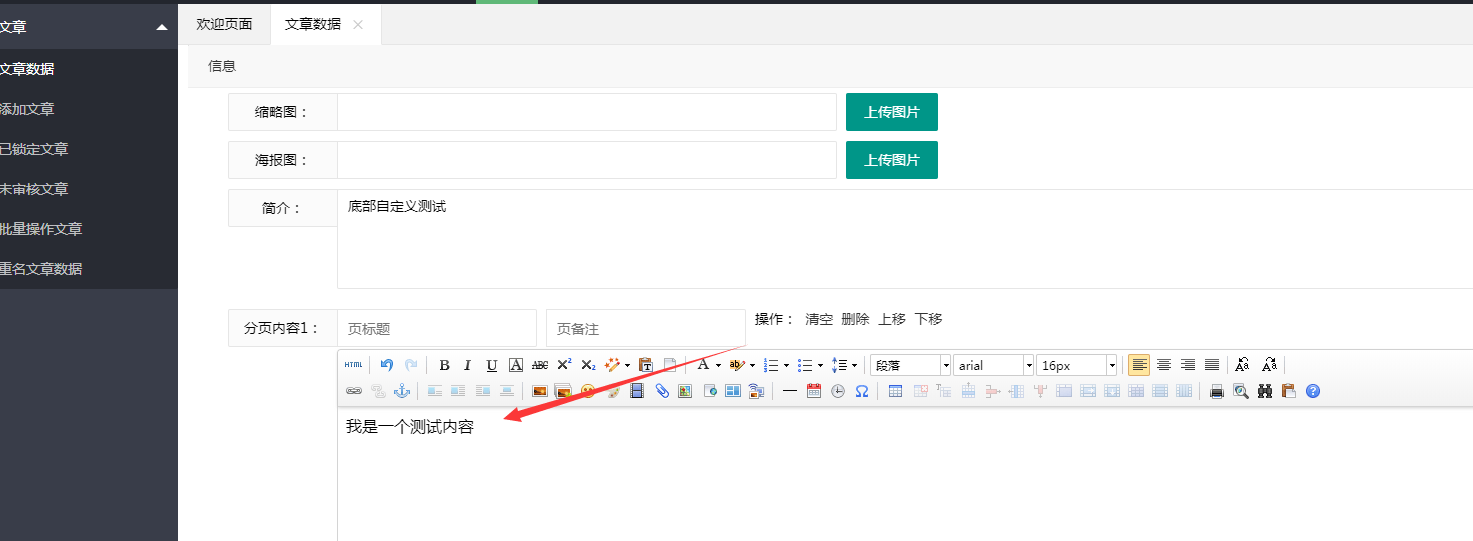 文章
欢迎页面
文章数据
文章数据
添加文章
已锁定文章
未审核文章
批量操作文章
重名文章数据
信息
缩略图：
上传图片
海报图：
上传图片
简介：
底部自定义测试
分页内容1：
页标题
页备注
操作： 清空 删除 上移 下移
HTML B I U A ABC X² X₂ T A ab 段落 arial 16px
我是一个测试内容